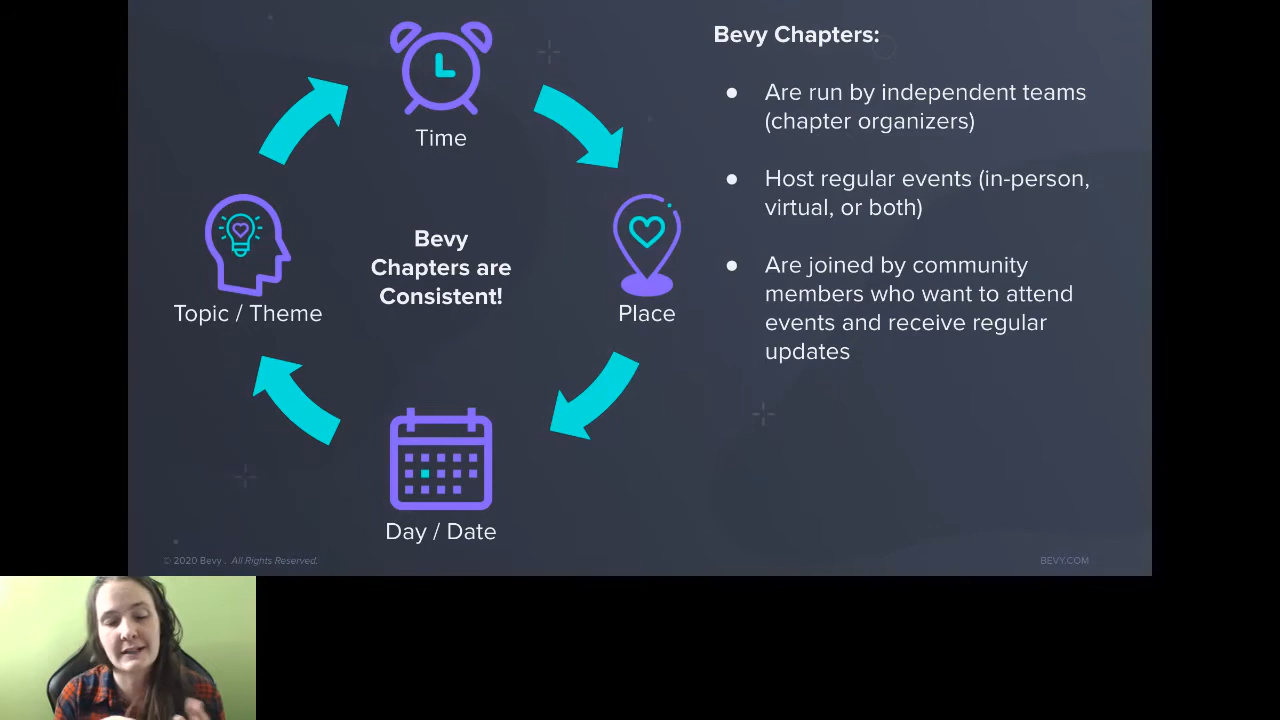 Time
Place
Day / Date
Topic / Theme
Bevy
Chapters are
Consistent!
Bevy Chapters:
● Are run by independent teams
(chapter organizers)
● Host regular events (in-person,
virtual, or both)
● Are joined by community
members who want to attend
events and receive regular
updates
© 2020 Bevy . All Rights Reserved.
BEVY.COM